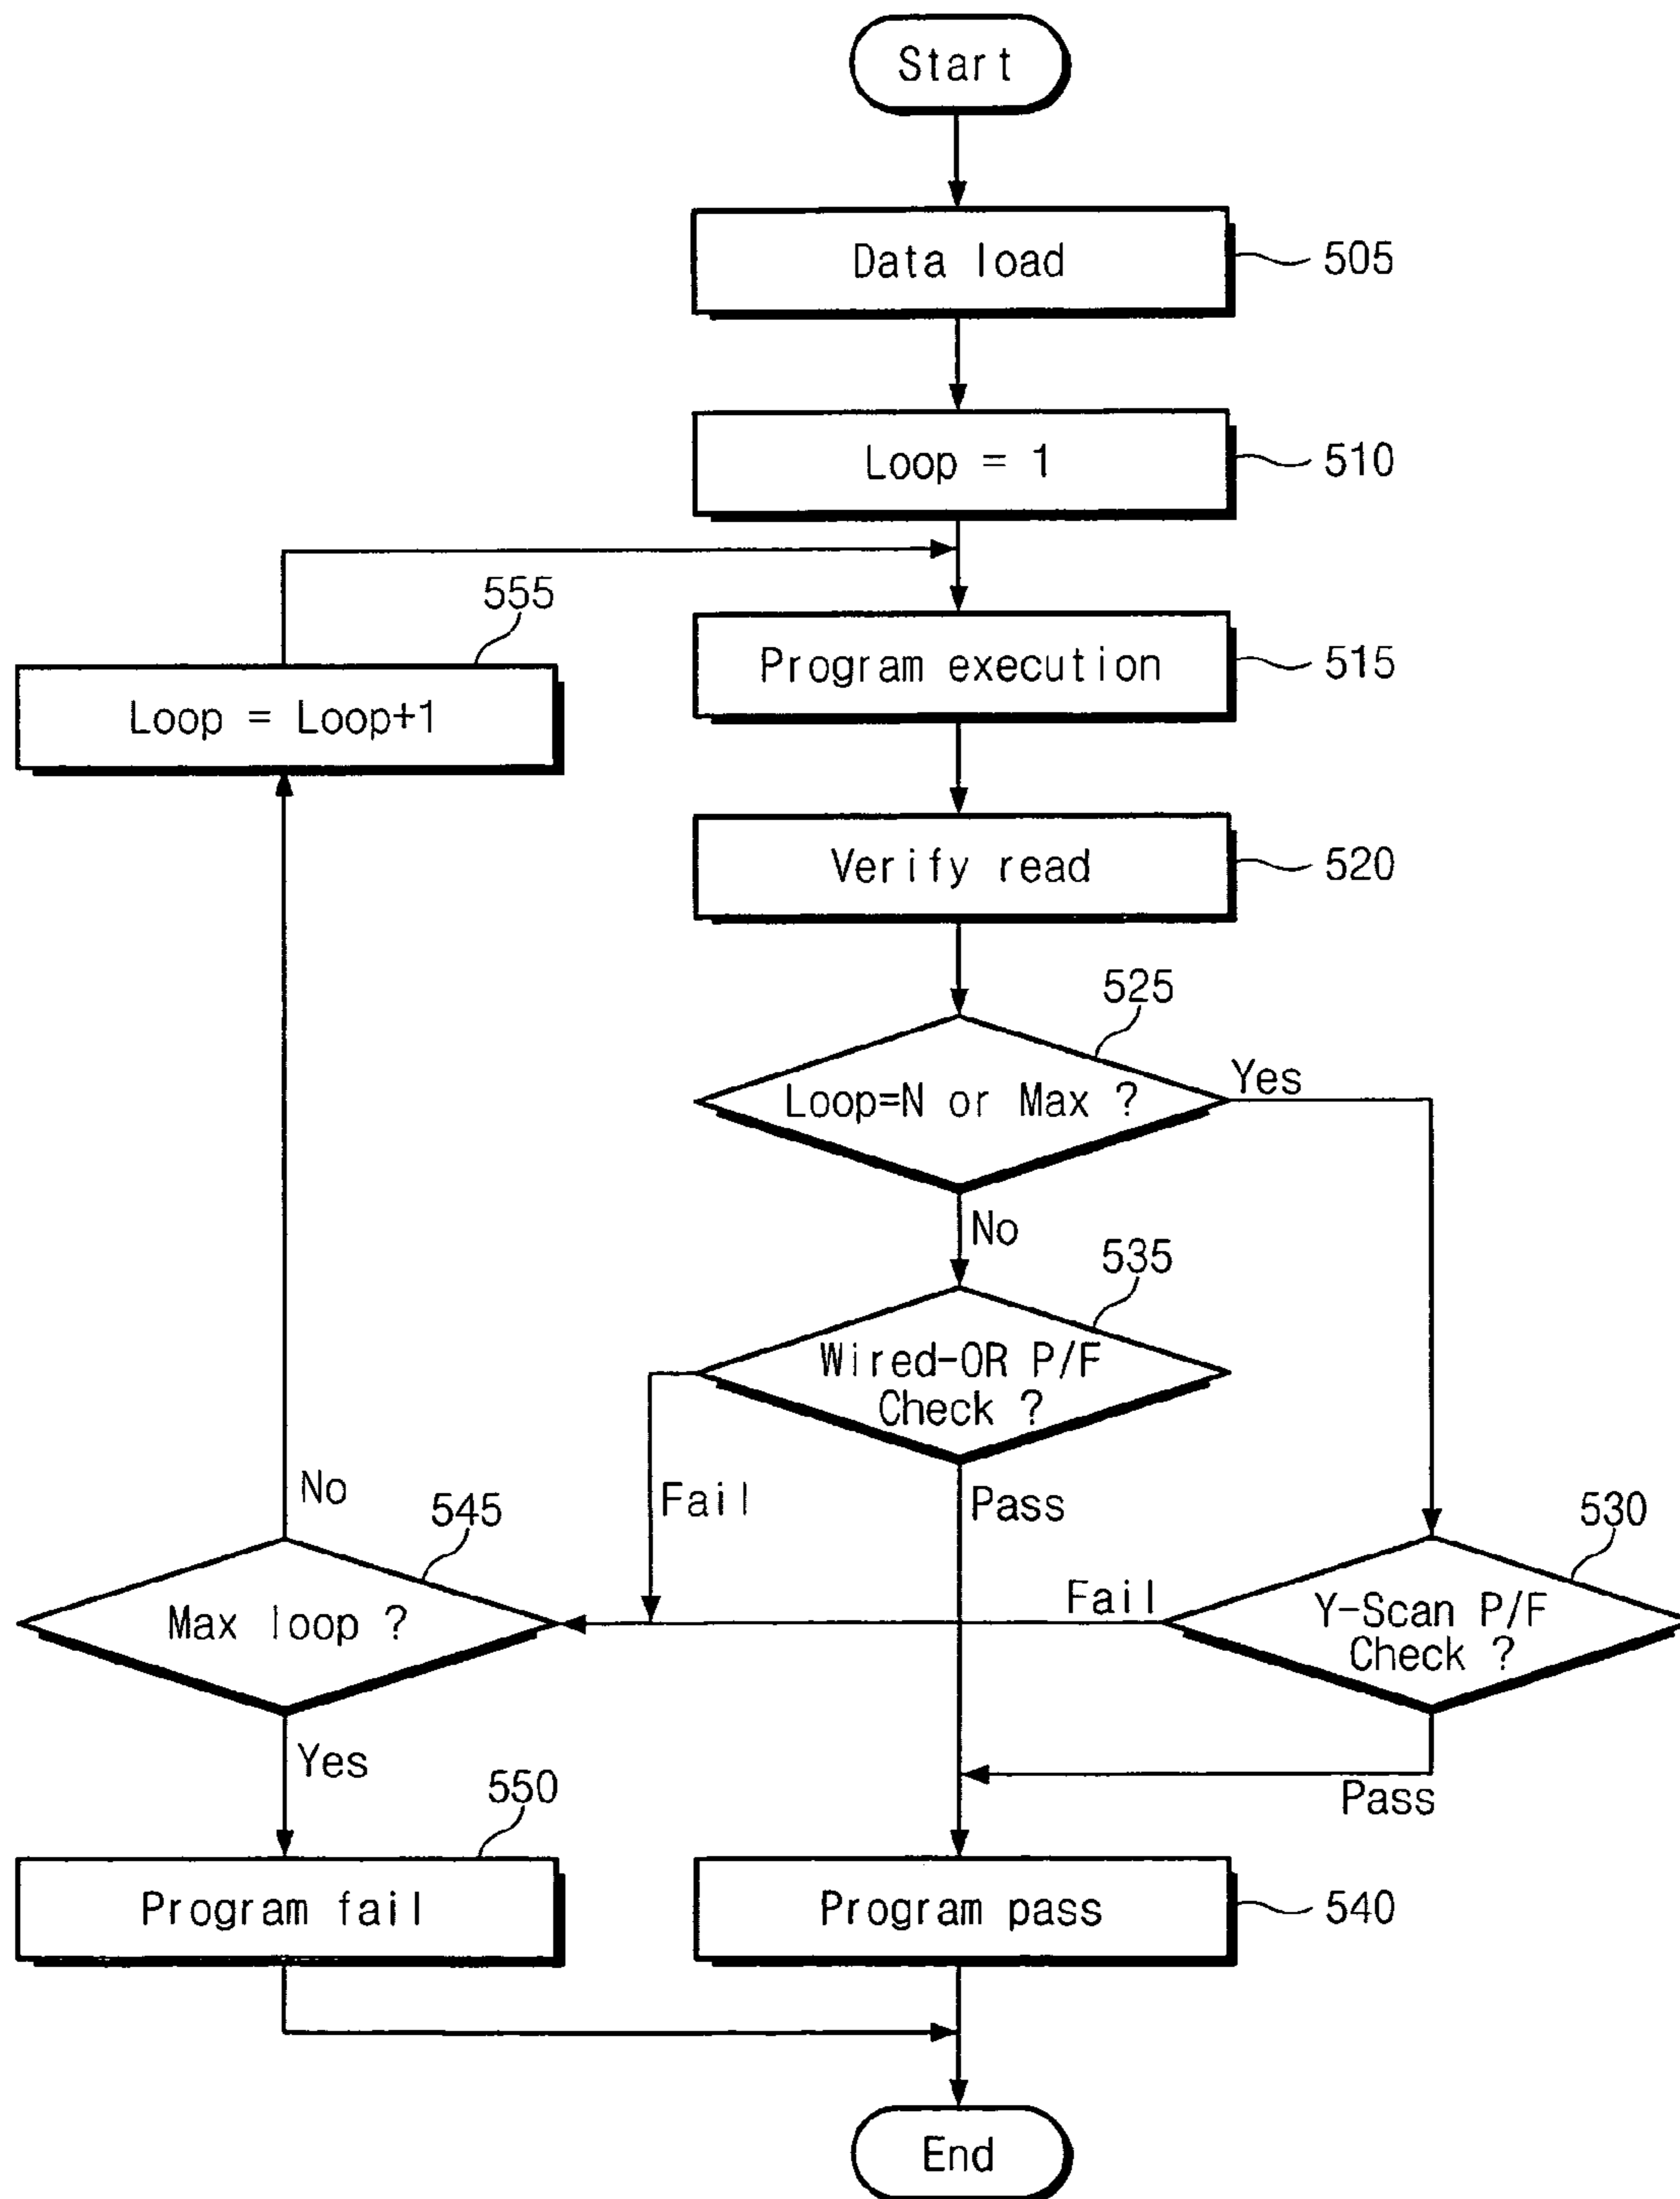 Start
Data load
505
Loop = 1
510
555
Program execution
515
Loop = Loop+1
Verify read
520
525
Loop=N or Max ?
Yes
No
535
Wired-OR P/F
Check ?
No
545
Fail
Pass
530
Max loop ?
Fail
Y-Scan P/F
Check ?
Yes
550
Pass
Program fail
Program pass
540
End